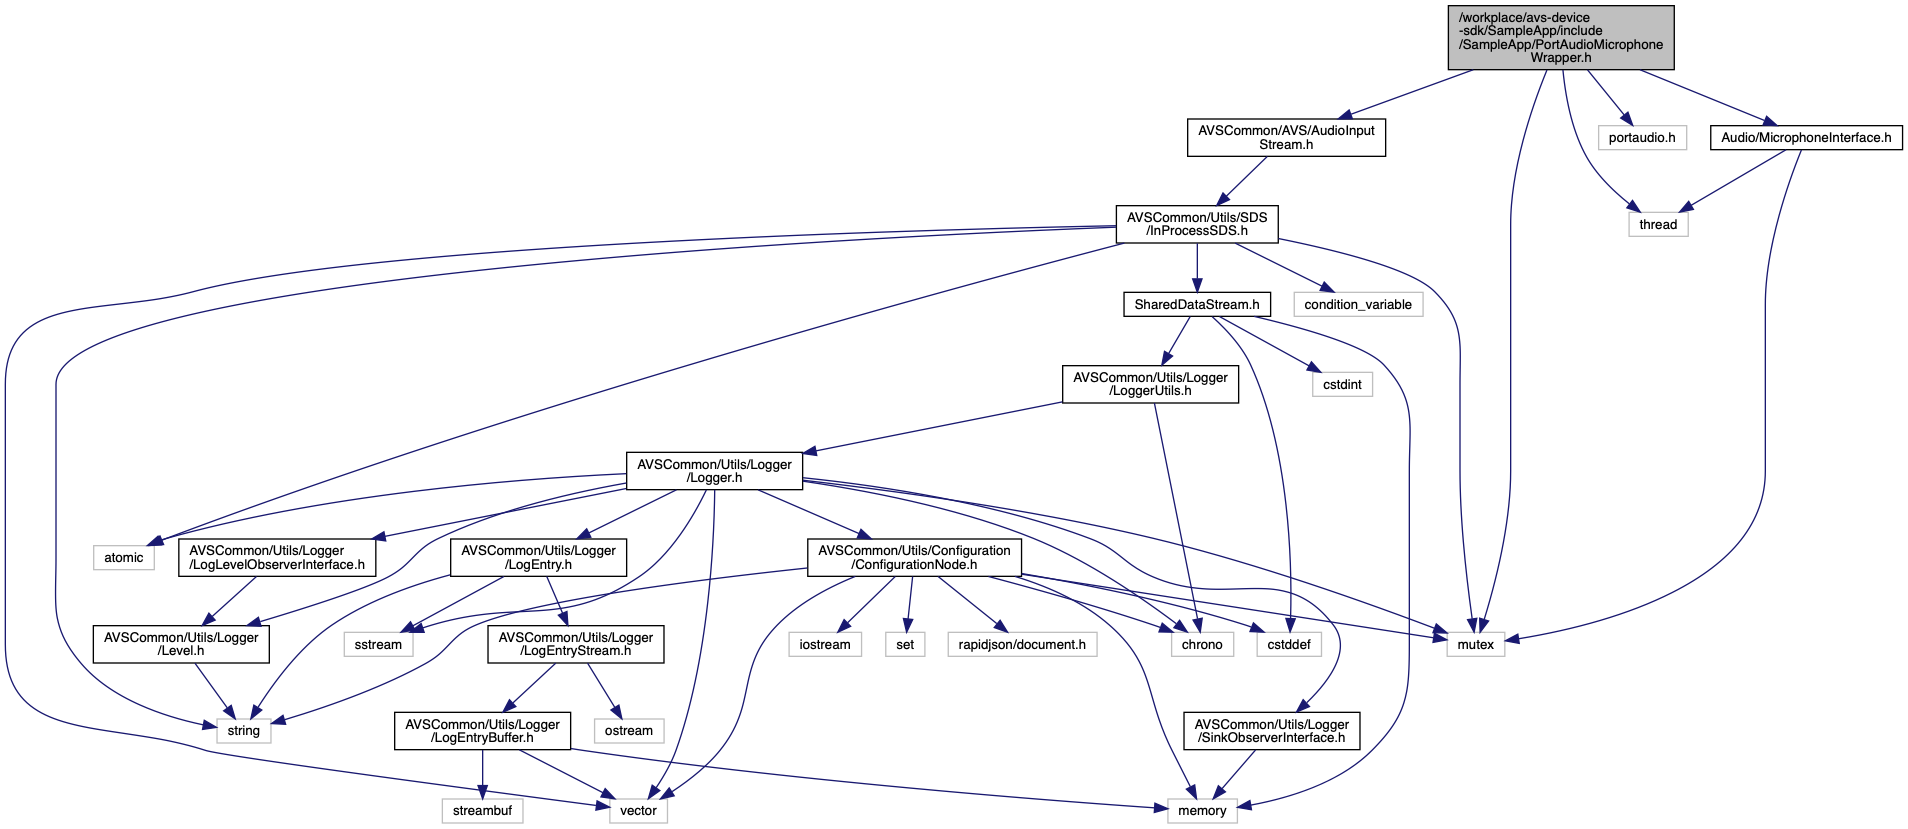 /workplace/avs-device
-sdk/SampleApp/include
/SampleApp/PortAudioMicrophone
Wrapper.h
AVSCommon/AVS/AudioInput
Stream.h
portaudio.h
Audio/MicrophoneInterface.h
AVSCommon/Utils/SDS
/InProcessSDS.h
thread
SharedDataStream.h
condition_variable
AVSCommon/Utils/Logger
/LoggerUtils.h
cstdint
AVSCommon/Utils/Logger
/Logger.h
atomic
AVSCommon/Utils/Logger
/LogLevelObserverInterface.h
AVSCommon/Utils/Logger
/LogEntry.h
AVSCommon/Utils/Configuration
/ConfigurationNode.h
AVSCommon/Utils/Logger
/Level.h
sstream
AVSCommon/Utils/Logger
/LogEntryStream.h
iostream
set
rapidjson/document.h
chrono
cstddef
mutex
string
AVSCommon/Utils/Logger
/LogEntryBuffer.h
ostream
AVSCommon/Utils/Logger
/SinkObserverInterface.h
streambuf
vector
memory